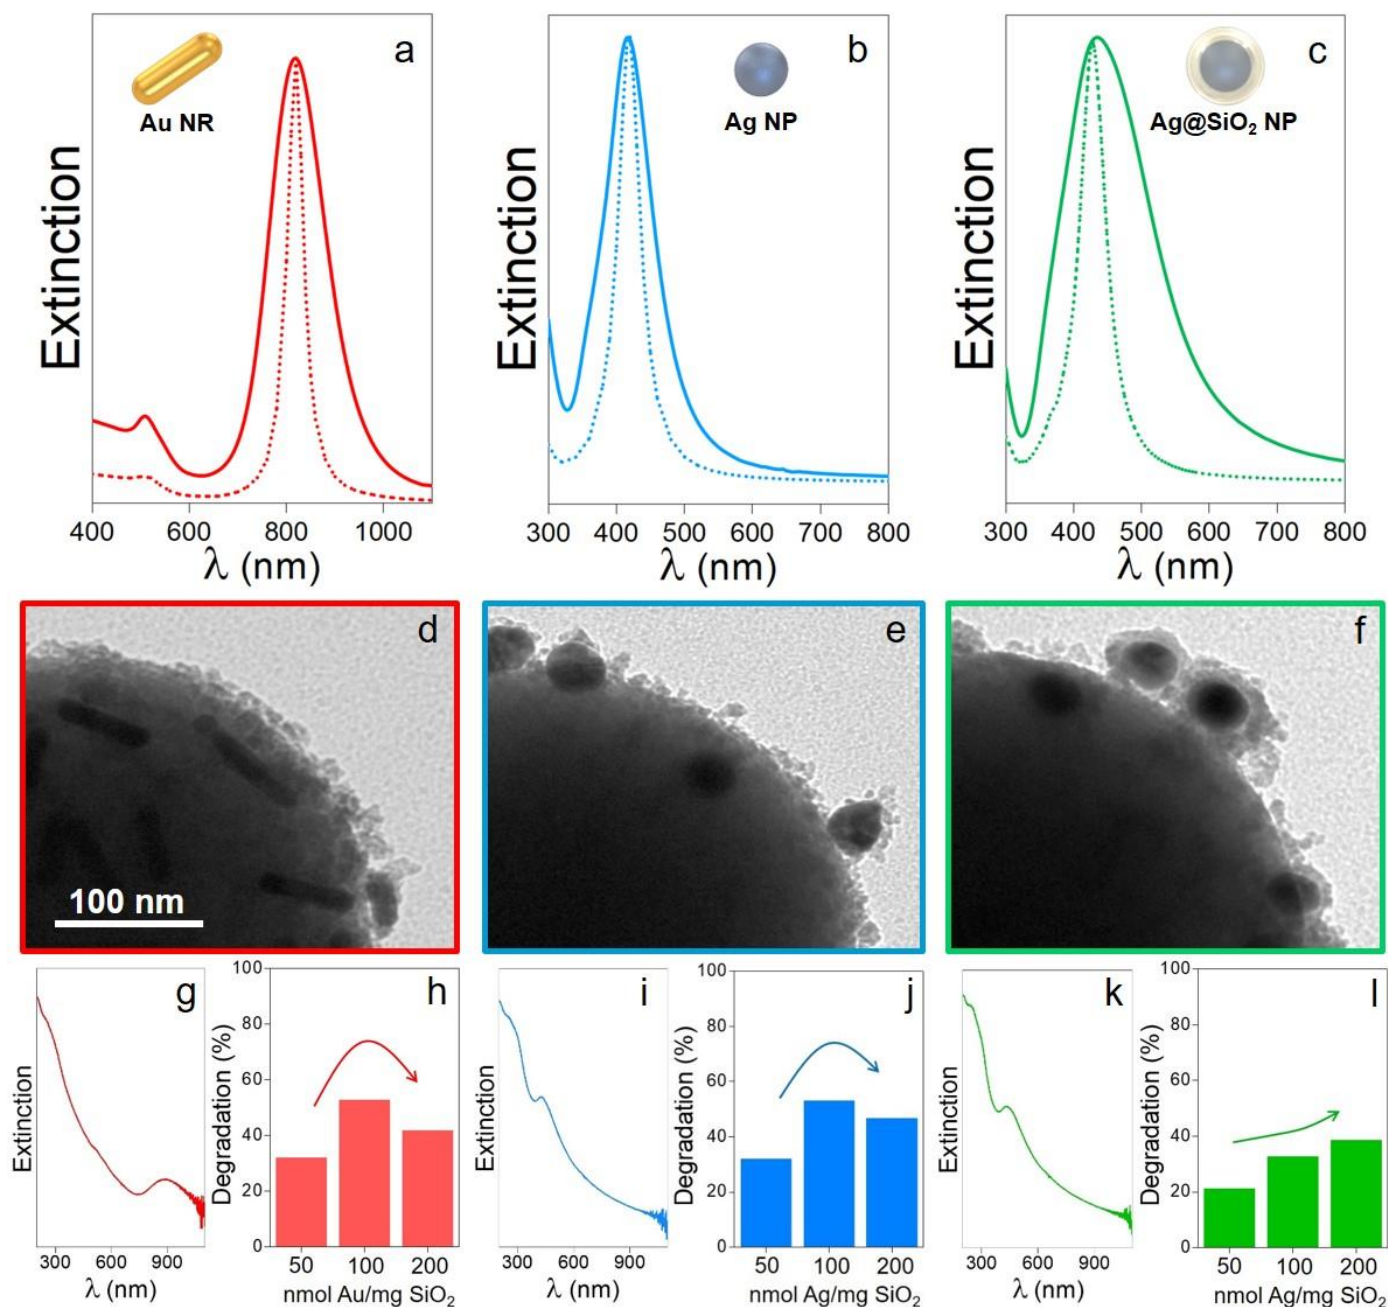 a
Au NR
Extinction
400 600 800 1000
λ (nm)
b
Ag NP
Extinction
300 400 500 600 700 800
λ (nm)
c
Ag@SiO₂ NP
Extinction
300 400 500 600 700 800
λ (nm)
d
100 nm
e
f
g
Extinction
300 600 900
λ (nm)
h
Degradation (%)
100
80
60
40
20
0
50 100 200
nmol Au/mg SiO₂
i
Extinction
300 600 900
λ (nm)
j
Degradation (%)
100
80
60
40
20
0
50 100 200
nmol Ag/mg SiO₂
k
Extinction
300 600 900
λ (nm)
l
Degradation (%)
100
80
60
40
20
0
50 100 200
nmol Ag/mg SiO₂